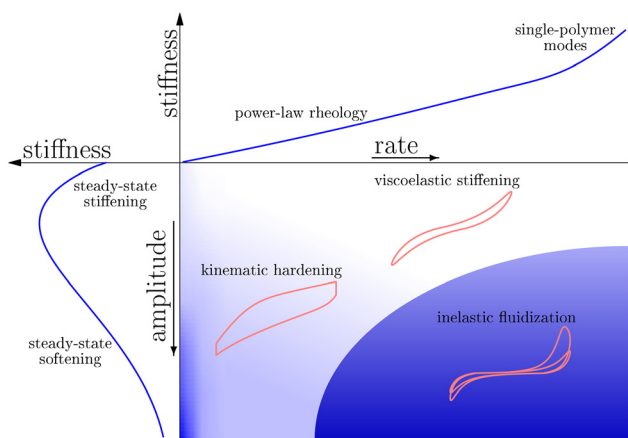 stiffness
single-polymer
modes
power-law rheology
stiffness
rate
steady-state
stiffening
viscoelastic stiffening
amplitude
kinematic hardening
inelastic fluidization
steady-state
softening